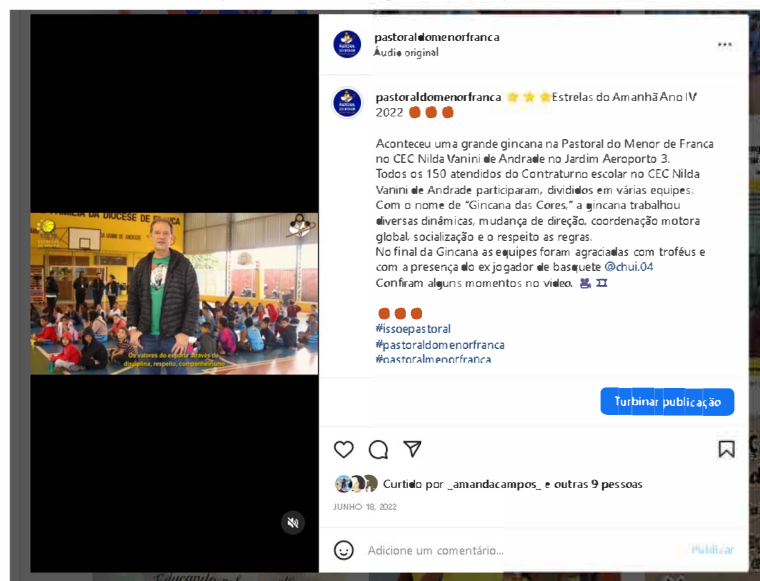 pastoraldomenorfranca
Áudio original
pastoraldomenorfranca ⭐⭐⭐Estrelas do Amanhã Ano IV
2022 🏀🏀🏀
Aconteceu uma grande gincana na Pastoral do Menor de Franca
no CEC Nilda Vanini de Andrade no Jardim Aeroporto 3.
Todos os 150 atendidos do Contraturno escolar no CEC Nilda
Vanini de Andrade participaram, divididos em várias equipes.
Com o nome de "Gincana das Cores," a gincana trabalhou
diversas dinâmicas, mudança de direção, coordenação motora
global, socialização e o respeito as regras.
No final da Gincana as equipes foram agraciadas com troféus e
com a presença do ex jogador de basquete @chui.04
Confiram alguns momentos no vídeo. 🎥🎞
🏀🏀🏀
#issoepastoral
#pastoraldomenorfranca
#pastoralmenorfranca
DIOCESE DE FRANCA
Os valores do esporte através de
disciplina, respeito, companheirismo
Turbinar publicação
Curtido por _amandacampos_ e outras 9 pessoas
JUNHO 18, 2022
Adicione um comentário...
Publicar